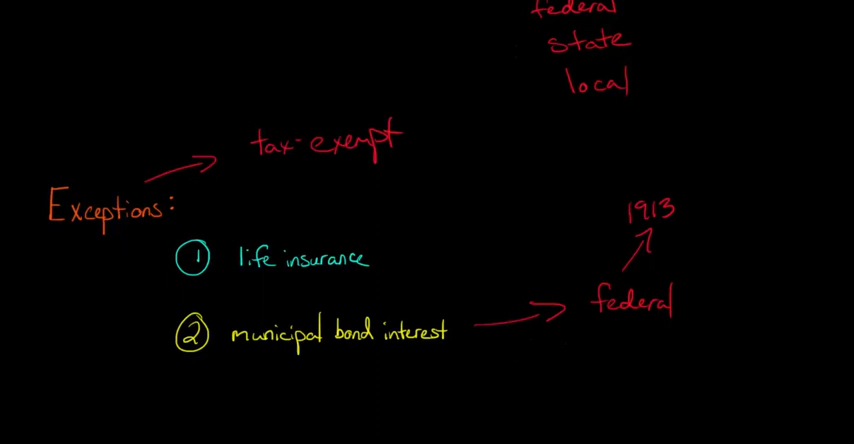 federal
state
local
tax-exempt
Exceptions:
1913
① life insurance
federal
② municipal bond interest